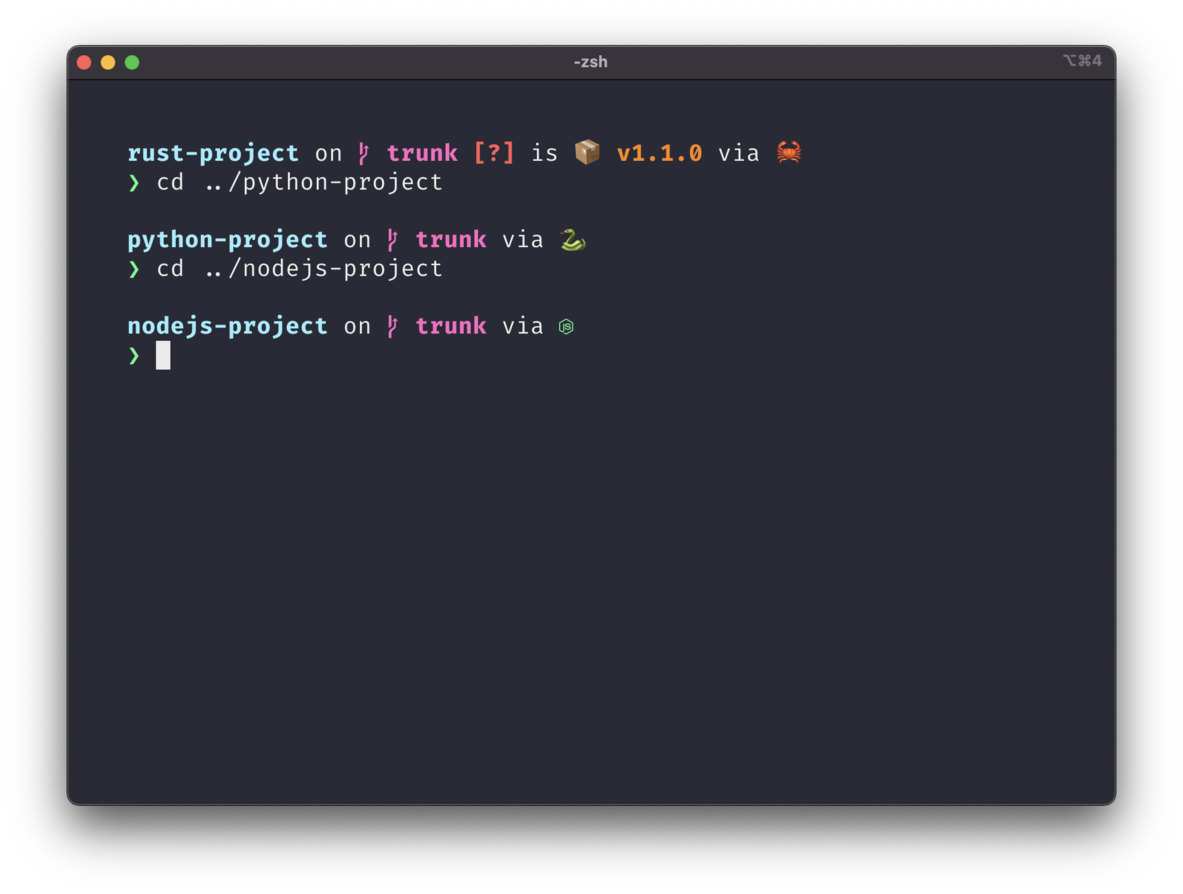 -zsh
⌥⌘4
rust-project on trunk [?] is 📦 v1.1.0 via 🦀
❯ cd ../python-project
python-project on trunk via 🐍
❯ cd ../nodejs-project
nodejs-project on trunk via JS
❯